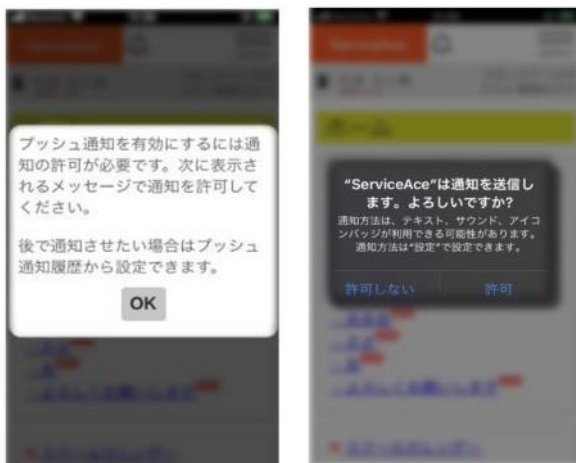 プッシュ通知を有効にするには通
知の許可が必要です。次に表示さ
れるメッセージで通知を許可して
ください。
後で通知させたい場合はプッシュ
通知履歴から設定できます。
OK
ServiceAce
ホーム
"ServiceAce"は通知を送信し
ます。よろしいですか?
通知方法は、テキスト、サウンド、アイコ
ンバッジが利用できる可能性があります。
通知方法は"設定"で設定できます。
許可しない
許可